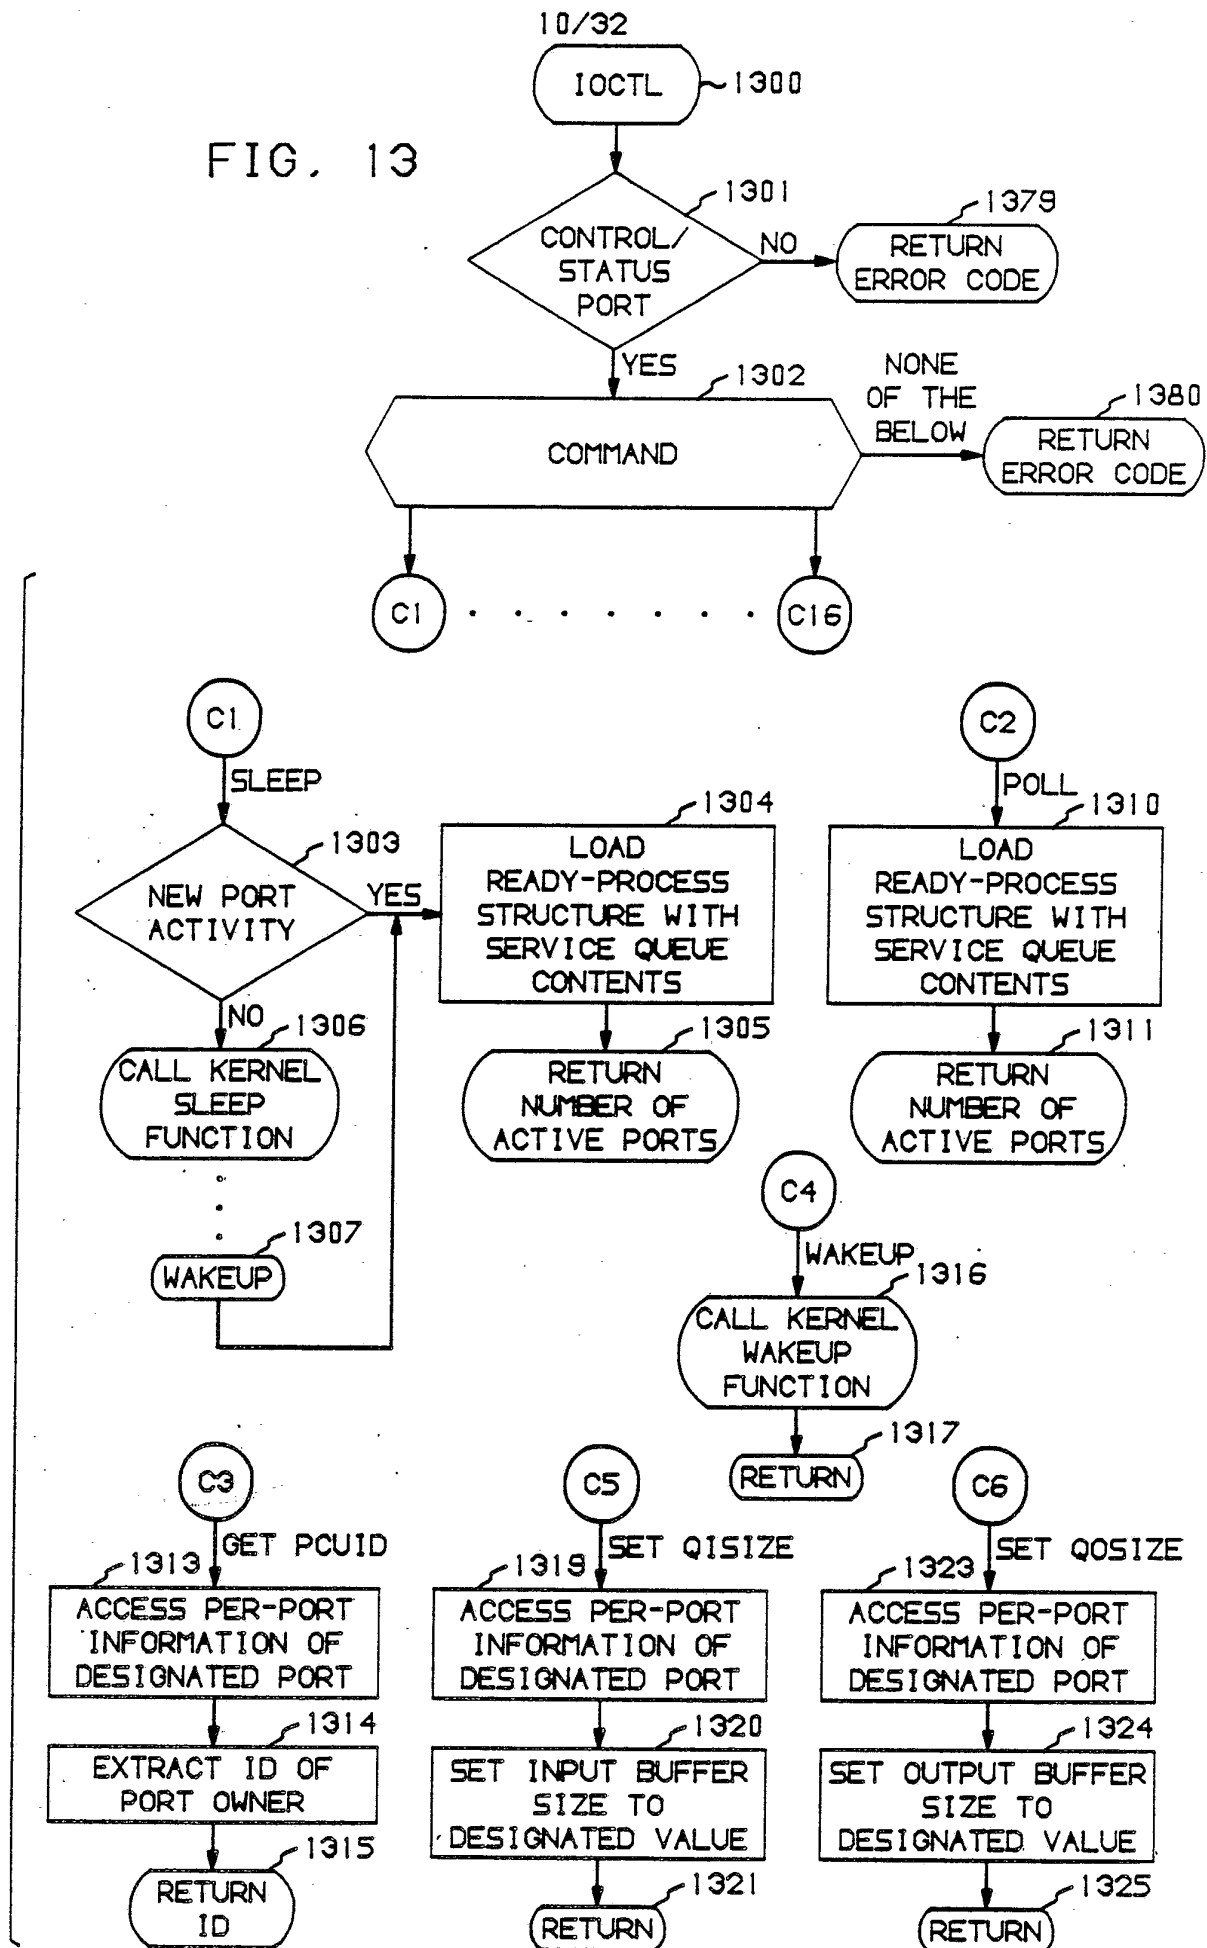 10/32
IOCTL
1300
FIG. 13
1301
CONTROL/
STATUS
PORT
NO
1379
RETURN
ERROR CODE
YES
1302
COMMAND
NONE
OF THE
BELOW
1380
RETURN
ERROR CODE
C1 . . . . . . . C16
C1
SLEEP
1303
NEW PORT
ACTIVITY
YES
NO
1304
LOAD
READY-PROCESS
STRUCTURE WITH
SERVICE QUEUE
CONTENTS
1305
RETURN
NUMBER OF
ACTIVE PORTS
1306
CALL KERNEL
SLEEP
FUNCTION
1307
WAKEUP
C2
POLL
1310
LOAD
READY-PROCESS
STRUCTURE WITH
SERVICE QUEUE
CONTENTS
1311
RETURN
NUMBER OF
ACTIVE PORTS
C4
WAKEUP
1316
CALL KERNEL
WAKEUP
FUNCTION
1317
RETURN
C3
GET PCUID
1313
ACCESS PER-PORT
INFORMATION OF
DESIGNATED PORT
1314
EXTRACT ID OF
PORT OWNER
1315
RETURN
ID
C5
SET QISIZE
1319
ACCESS PER-PORT
INFORMATION OF
DESIGNATED PORT
1320
SET INPUT BUFFER
SIZE TO
DESIGNATED VALUE
1321
RETURN
C6
SET QOSIZE
1323
ACCESS PER-PORT
INFORMATION OF
DESIGNATED PORT
1324
SET OUTPUT BUFFER
SIZE TO
DESIGNATED VALUE
1325
RETURN